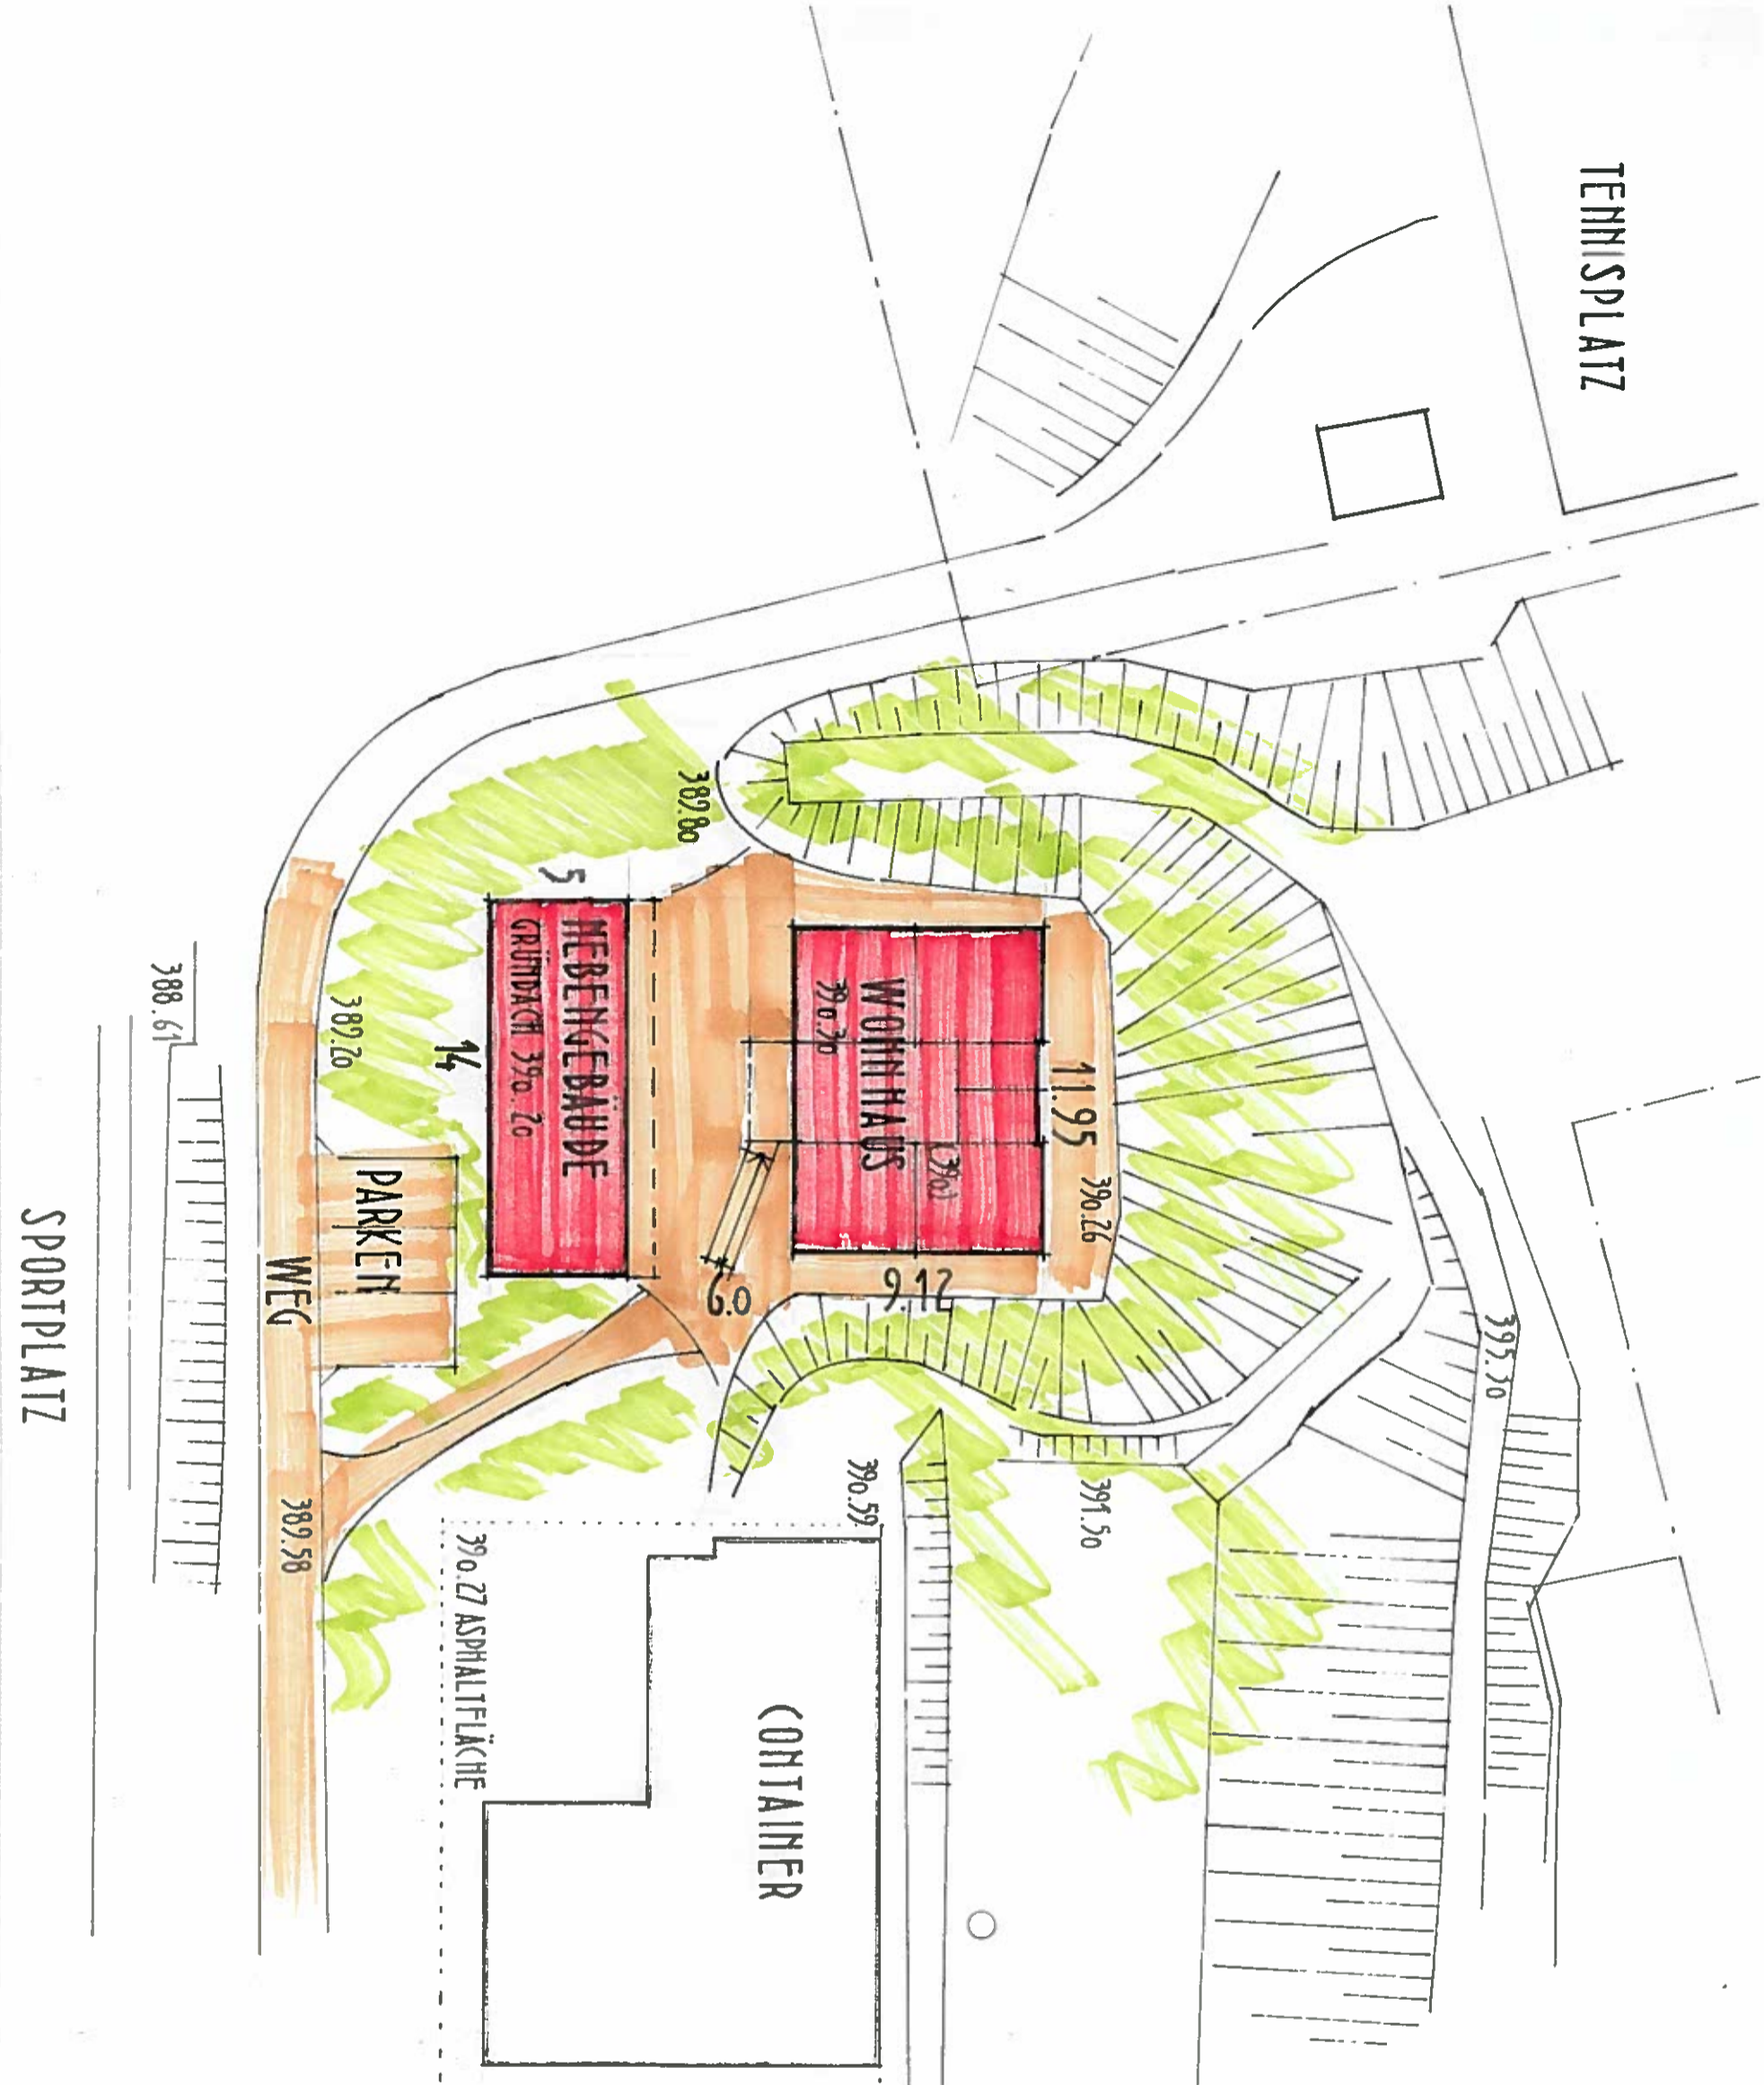 TENNISPLATZ
389.80
5
NEBENGEBÄUDE
GRÜNDACH 390.20
14
WOHNHAUS
390.30
11.95
390.26
9.12
6.0
389.20
388.61
PARKEN
WEG
SPORTPLATZ
389.58
395.30
391.50
390.59
390.27 ASPHALTFLÄCHE
CONTAINER